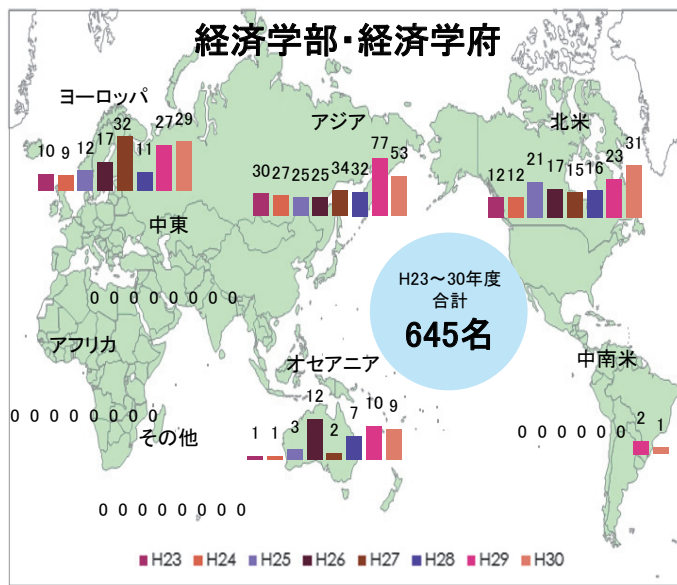 経済学部・経済学府
ヨーロッパ
10 9 12 17 32 11 27 29
アジア
30 27 25 25 34 32 77 53
北米
12 12 21 17 15 16 23 31
中東
0 0 0 0 0 0 0 0
H23～30年度
合計
645名
アフリカ
0 0 0 0 0 0 0 0
オセアニア
1 1 3 12 2 7 10 9
中南米
0 0 0 0 0 0 2 1
その他
0 0 0 0 0 0 0 0
H23 H24 H25 H26 H27 H28 H29 H30